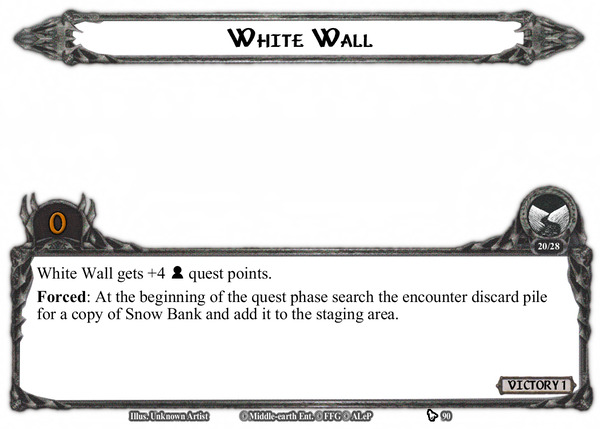 White Wall
0
20/28
White Wall gets +4 quest points.
Forced: At the beginning of the quest phase search the encounter discard pile
for a copy of Snow Bank and add it to the staging area.
VICTORY 1
Illus. Unknown Artist © Middle-earth Ent. © FFG © ALeP 90